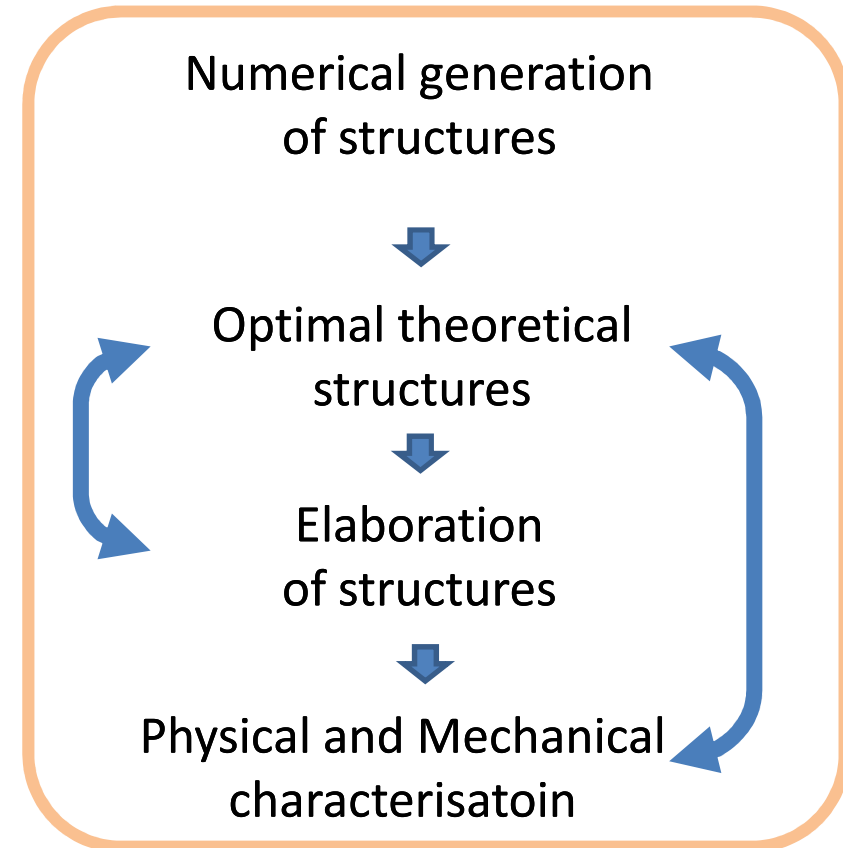 Numerical generation
of structures
Optimal theoretical
structures
Elaboration
of structures
Physical and Mechanical
characterisatoin